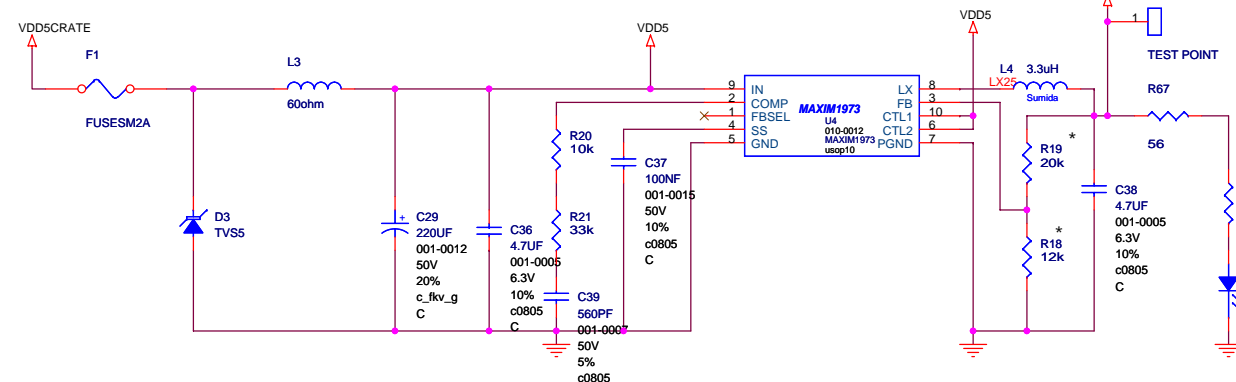 VDD5CRATE
F1
FUSESM2A
L3
60ohm
VDD5
D3
TVS5
C29
220UF
001-0012
50V
20%
c_fkv_g
C
+
C36
4.7UF
001-0005
6.3V
10%
c0805
C
R20
10k
R21
33k
C39
560PF
001-0007
50V
5%
c0805
C37
100NF
001-0015
50V
10%
c0805
C
9 IN
2 COMP
1 FBSEL
4 SS
5 GND
MAXIM1973
U4
010-0012
MAXIM1973
usop10
LX 8
FB 3
CTL1 10
CTL2 6
PGND 7
VDD5
L4 3.3uH
LX25
Sumida
1
TEST POINT
R67
56
*
R19
20k
*
R18
12k
C38
4.7UF
001-0005
6.3V
10%
c0805
C